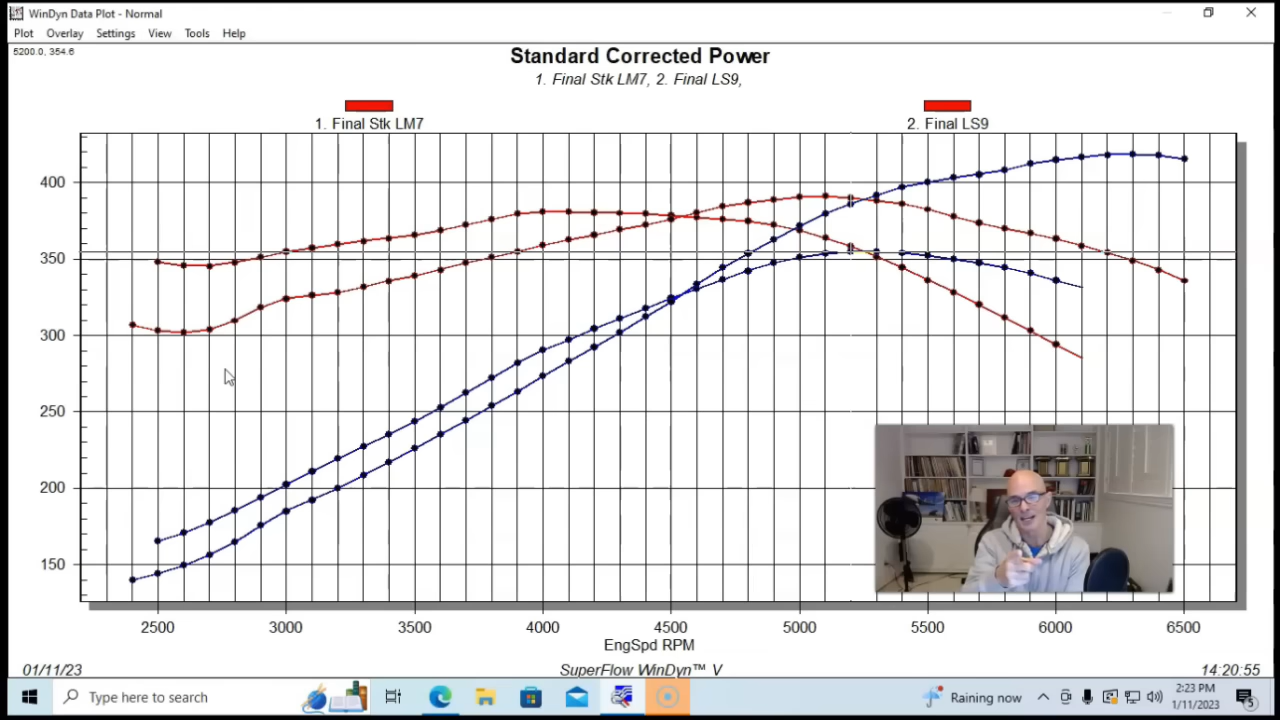 WinDyn Data Plot - Normal
Plot Overlay Settings View Tools Help
5200.0, 354.6
Standard Corrected Power
1. Final Stk LM7, 2. Final LS9,
1. Final Stk LM7
2. Final LS9
400
350
300
250
200
150
2500 3000 3500 4000 4500 5000 5500 6000 6500
EngSpd RPM
01/11/23 SuperFlow WinDyn™ V 14:20:55
Type here to search
Raining now
2:23 PM
1/11/2023
5